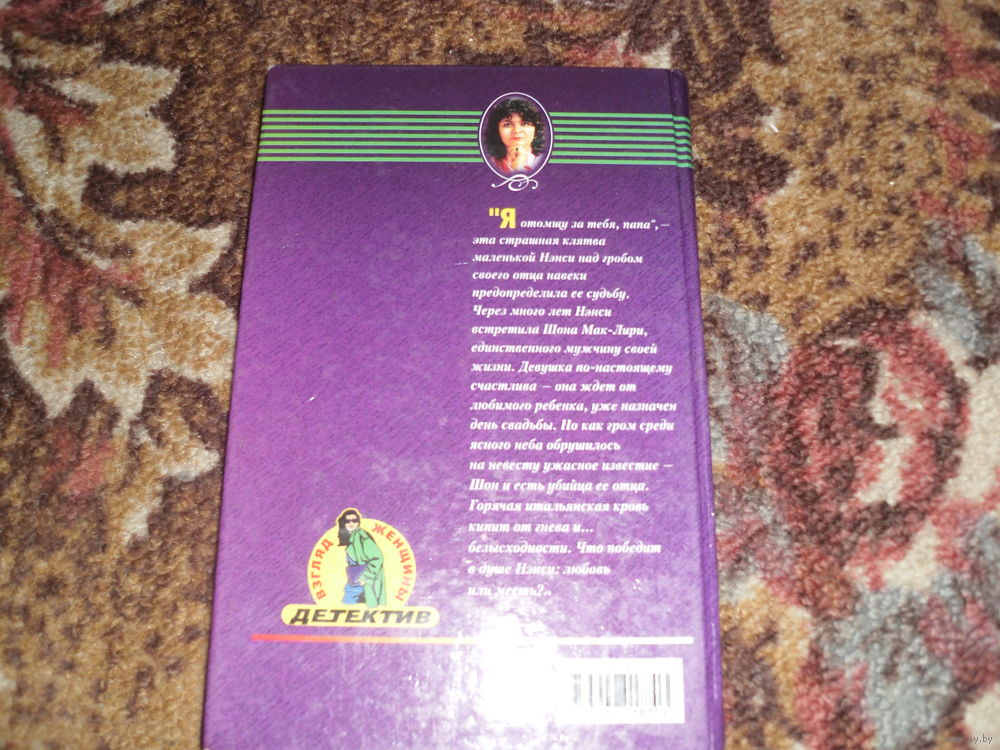 "Я отомщу за тебя, папа", –
эта страшная клятва
маленькой Нэнси над гробом
своего отца навеки
предопределила ее судьбу.
Через много лет Нэнси
встретила Шона Мак-Лири,
единственного мужчину своей
жизни. Девушка по-настоящему
счастлива – она ждет от
любимого ребенка, уже назначен
день свадьбы. Но как гром среди
ясного неба обрушилось
на невесту ужасное известие –
Шон и есть убийца ее отца.
Горячая итальянская кровь
кипит от гнева и...
безысходности. Что победит
в душе Нэнси: любовь
или месть?..
ВЗГЛЯД ЖЕНЩИНЫ
ДЕТЕКТИВ